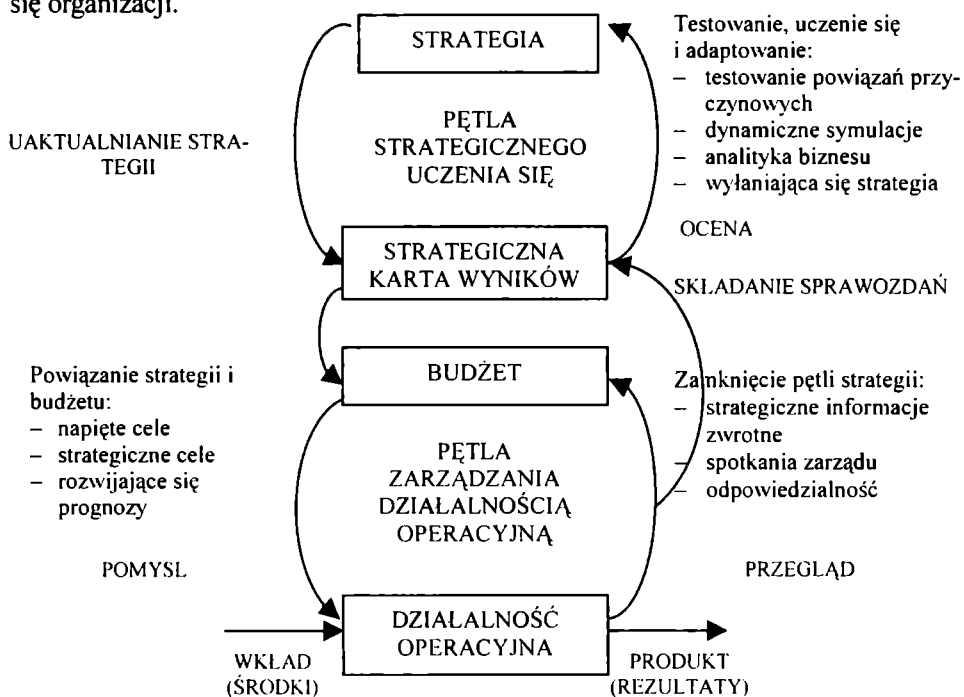 się organizacji.
STRATEGIA
Testowanie, uczenie się
i adaptowanie:
– testowanie powiązań przy-
czynowych
– dynamiczne symulacje
– analityka biznesu
– wyłaniająca się strategia
PĘTLA
STRATEGICZNEGO
UCZENIA SIĘ
UAKTUALNIANIE STRA-
TEGII
OCENA
STRATEGICZNA
KARTA WYNIKÓW
SKŁADANIE SPRAWOZDAŃ
BUDŻET
Powiązanie strategii i
budżetu:
– napięte cele
– strategiczne cele
– rozwijające się
prognozy
Zamknięcie pętli strategii:
– strategiczne informacje
zwrotne
– spotkania zarządu
– odpowiedzialność
PĘTLA
ZARZĄDZANIA
DZIAŁALNOŚCIĄ
OPERACYJNĄ
POMYSL
PRZEGLĄD
DZIAŁALNOŚĆ
OPERACYJNA
WKŁAD
(ŚRODKI)
PRODUKT
(REZULTATY)